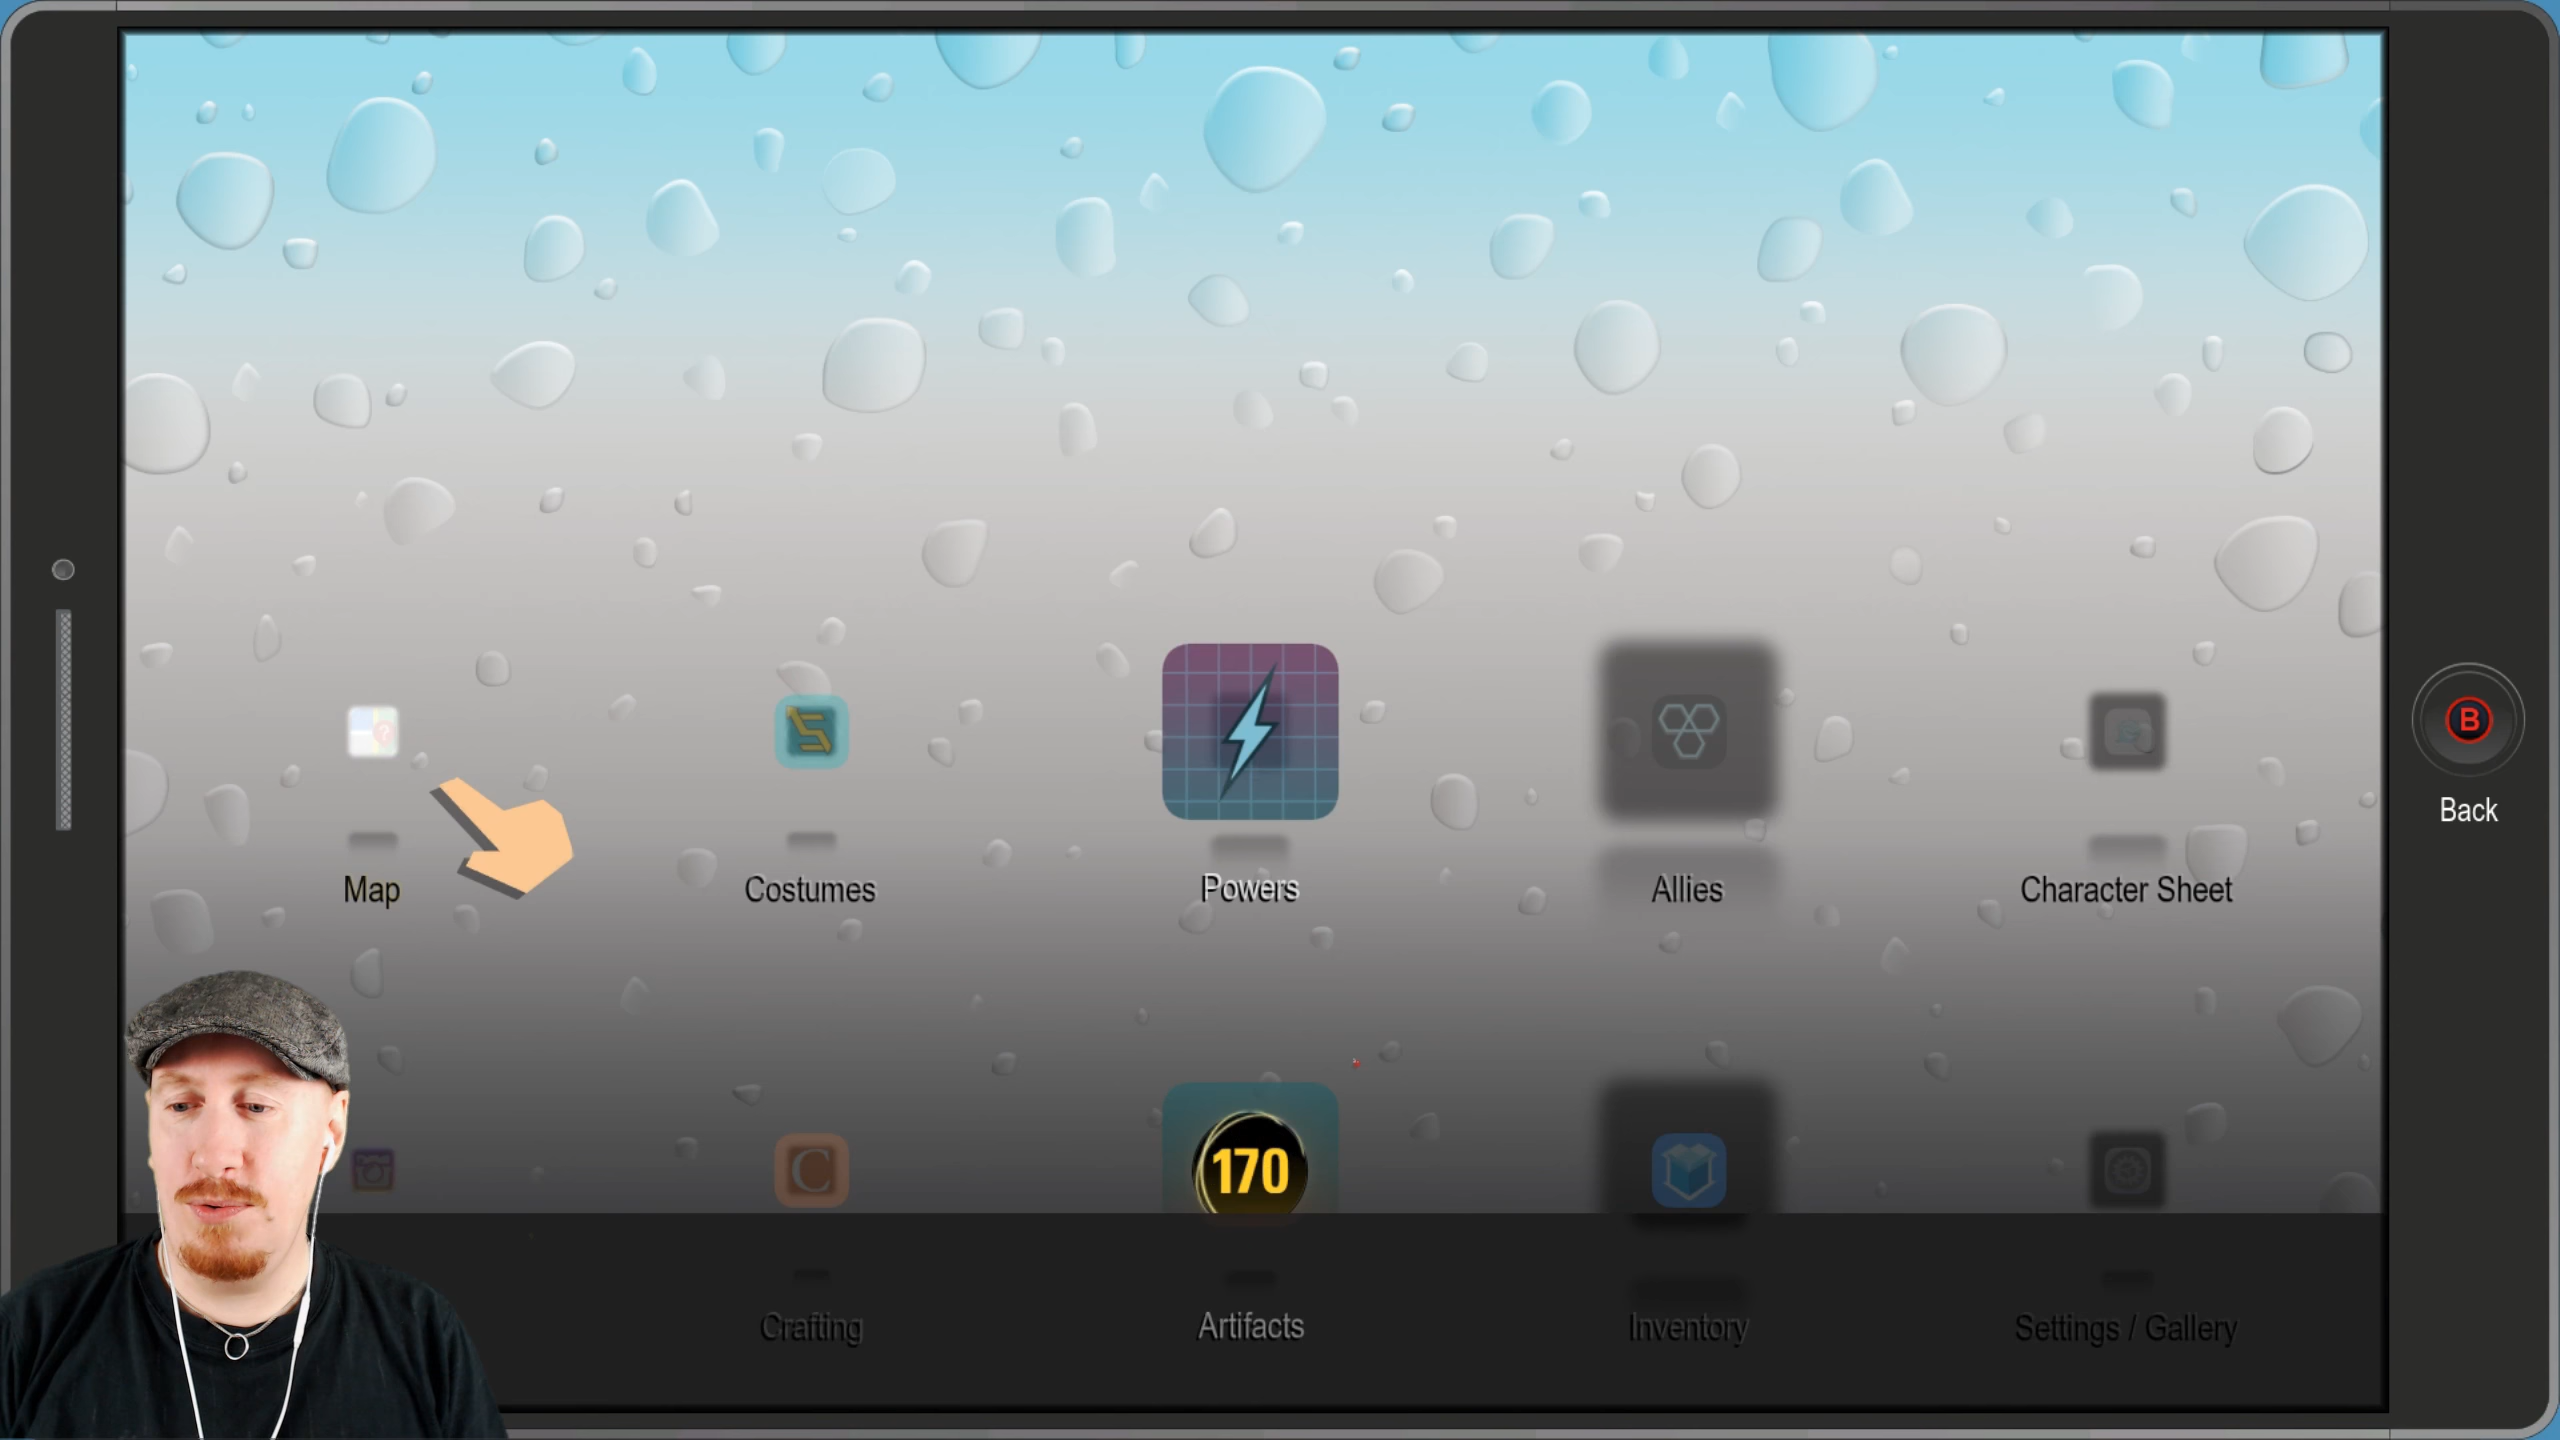 B
Back
Map
Costumes
Powers
Allies
Character Sheet
?
C
170
Crafting
Artifacts
Inventory
Settings / Gallery